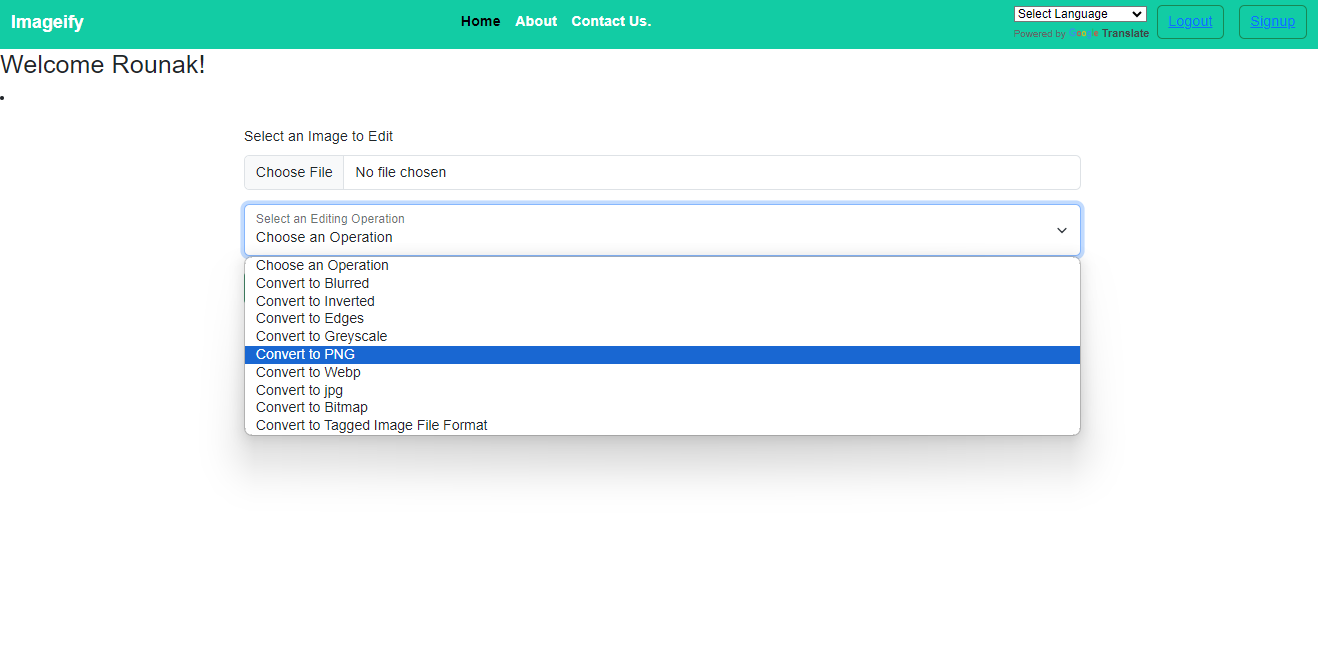 Imageify
Home About Contact Us.
Select Language
Logout
Signup
Powered by Google Translate
Welcome Rounak!
Select an Image to Edit
Choose File No file chosen
Select an Editing Operation
Choose an Operation
Choose an Operation
Convert to Blurred
Convert to Inverted
Convert to Edges
Convert to Greyscale
Convert to PNG
Convert to Webp
Convert to jpg
Convert to Bitmap
Convert to Tagged Image File Format